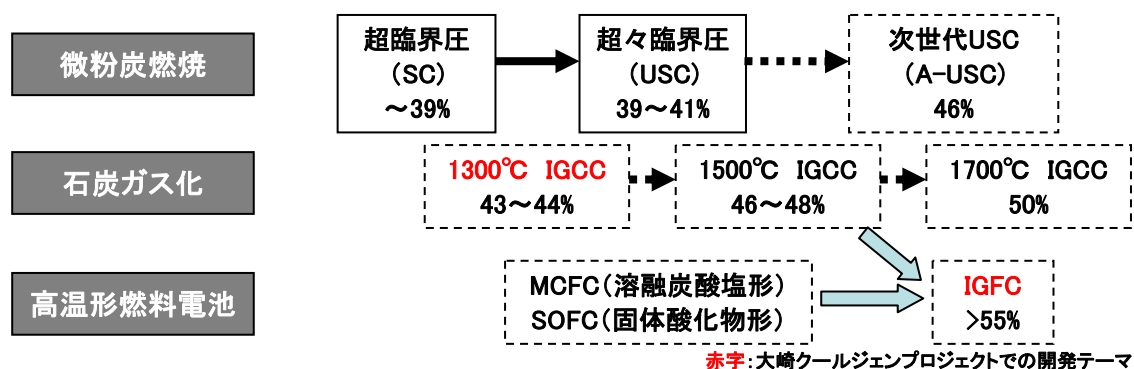 微粉炭燃焼
超臨界圧
（SC）
～39%
超々臨界圧
（USC）
39～41%
次世代USC
（A-USC）
46%
石炭ガス化
1300℃ IGCC
43～44%
1500℃ IGCC
46～48%
1700℃ IGCC
50%
高温形燃料電池
MCFC（溶融炭酸塩形）
SOFC（固体酸化物形）
IGFC
>55%
赤字：大崎クールジェンプロジェクトでの開発テーマ